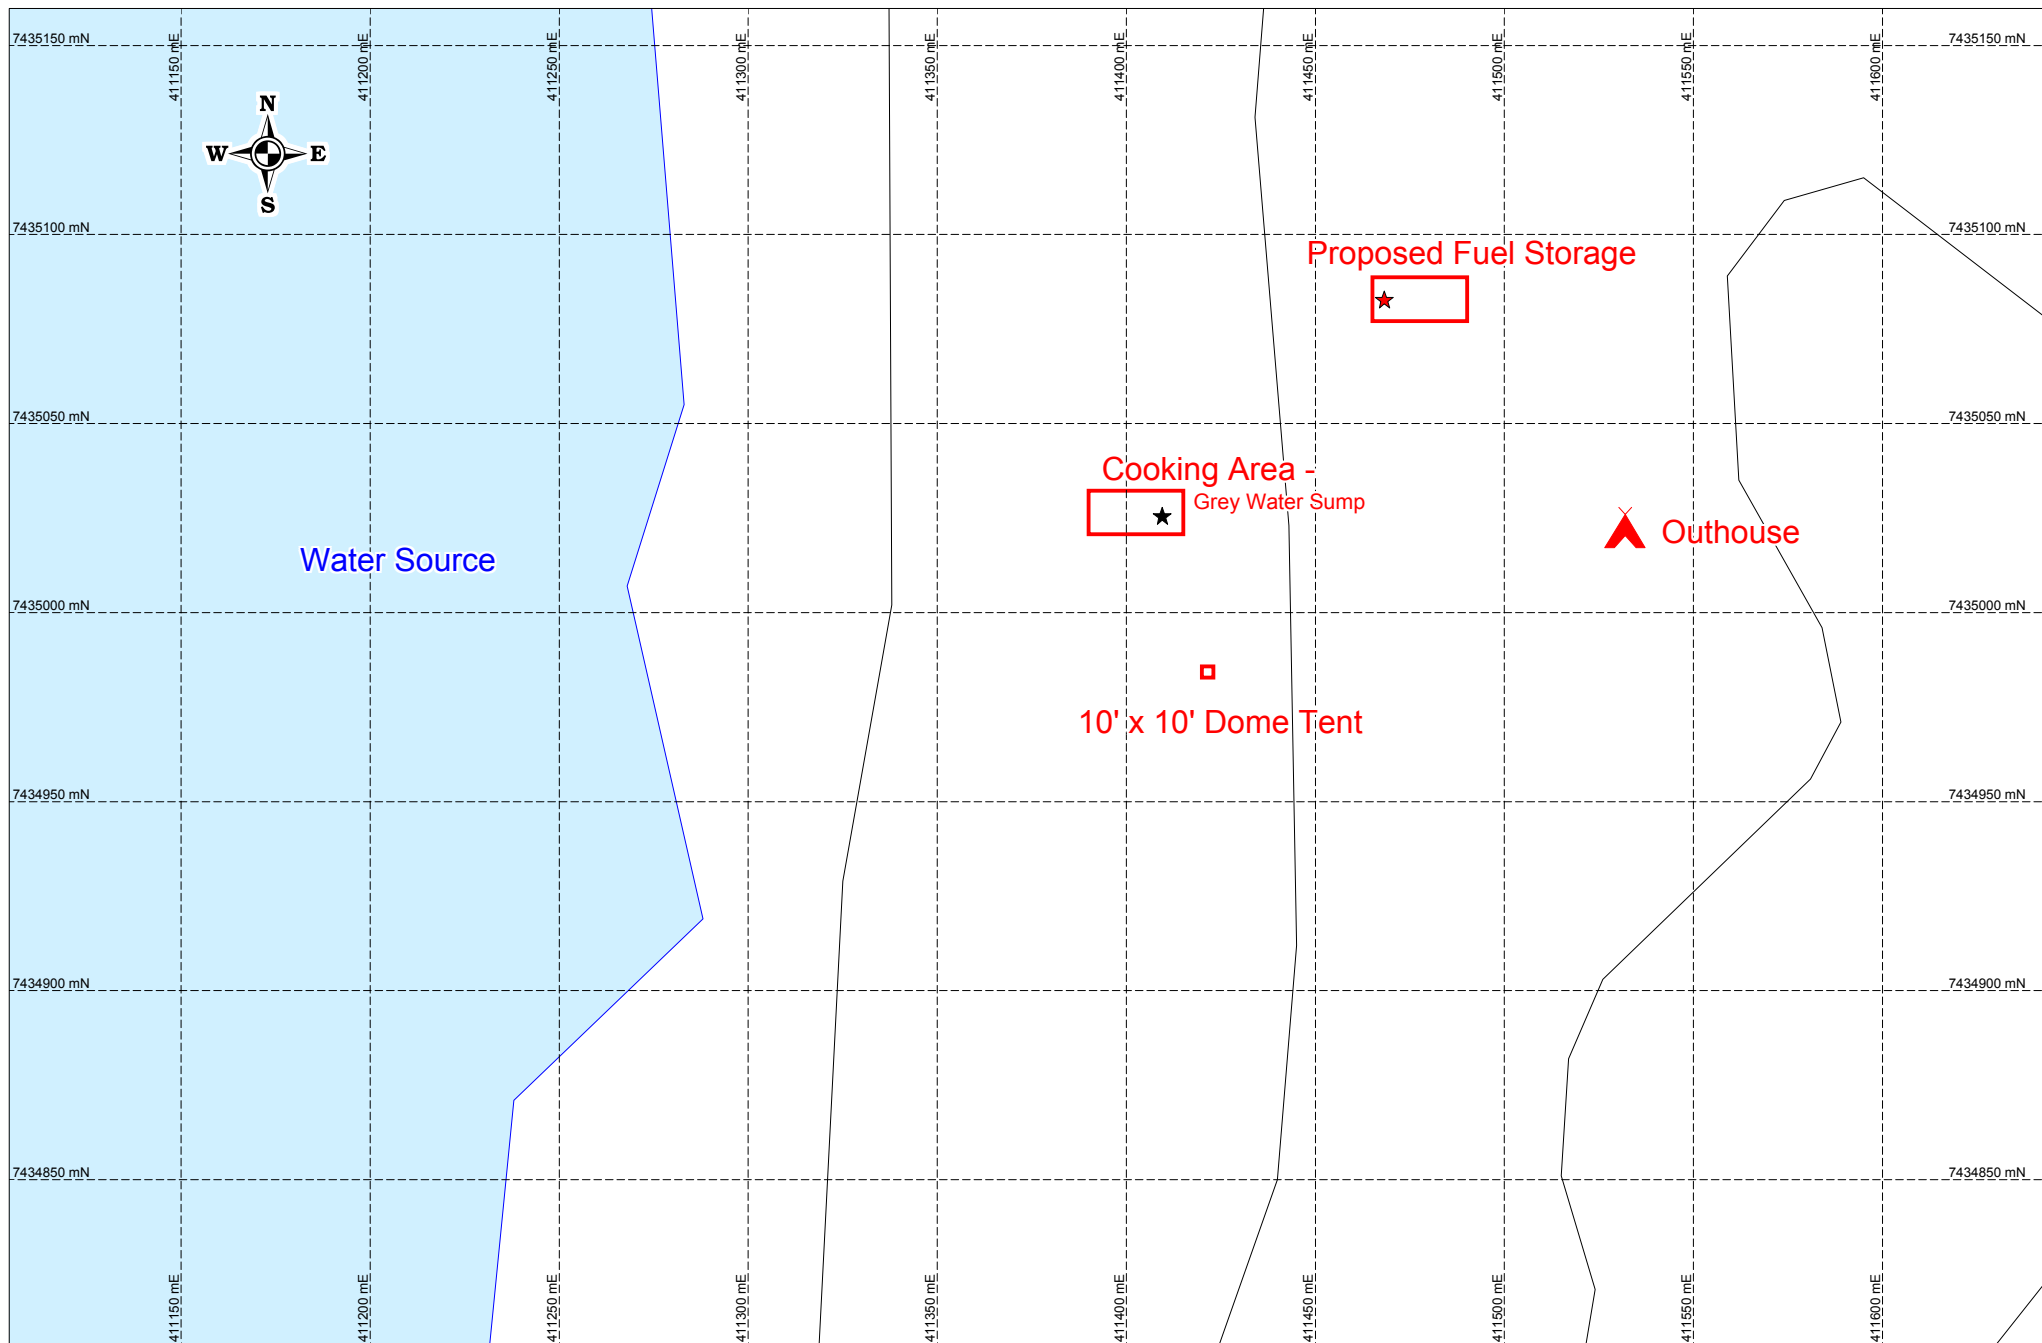 411150 mE
411200 mE
411250 mE
411300 mE
411350 mE
411400 mE
411450 mE
411500 mE
411550 mE
411600 mE
7435150 mN
7435150 mN
N
W
E
S
7435100 mN
7435100 mN
Proposed Fuel Storage
7435050 mN
7435050 mN
Cooking Area -
Grey Water Sump
Outhouse
Water Source
7435000 mN
7435000 mN
10' x 10' Dome Tent
7434950 mN
7434950 mN
7434900 mN
7434900 mN
7434850 mN
7434850 mN
411150 mE
411200 mE
411250 mE
411300 mE
411350 mE
411400 mE
411450 mE
411500 mE
411550 mE
411600 mE